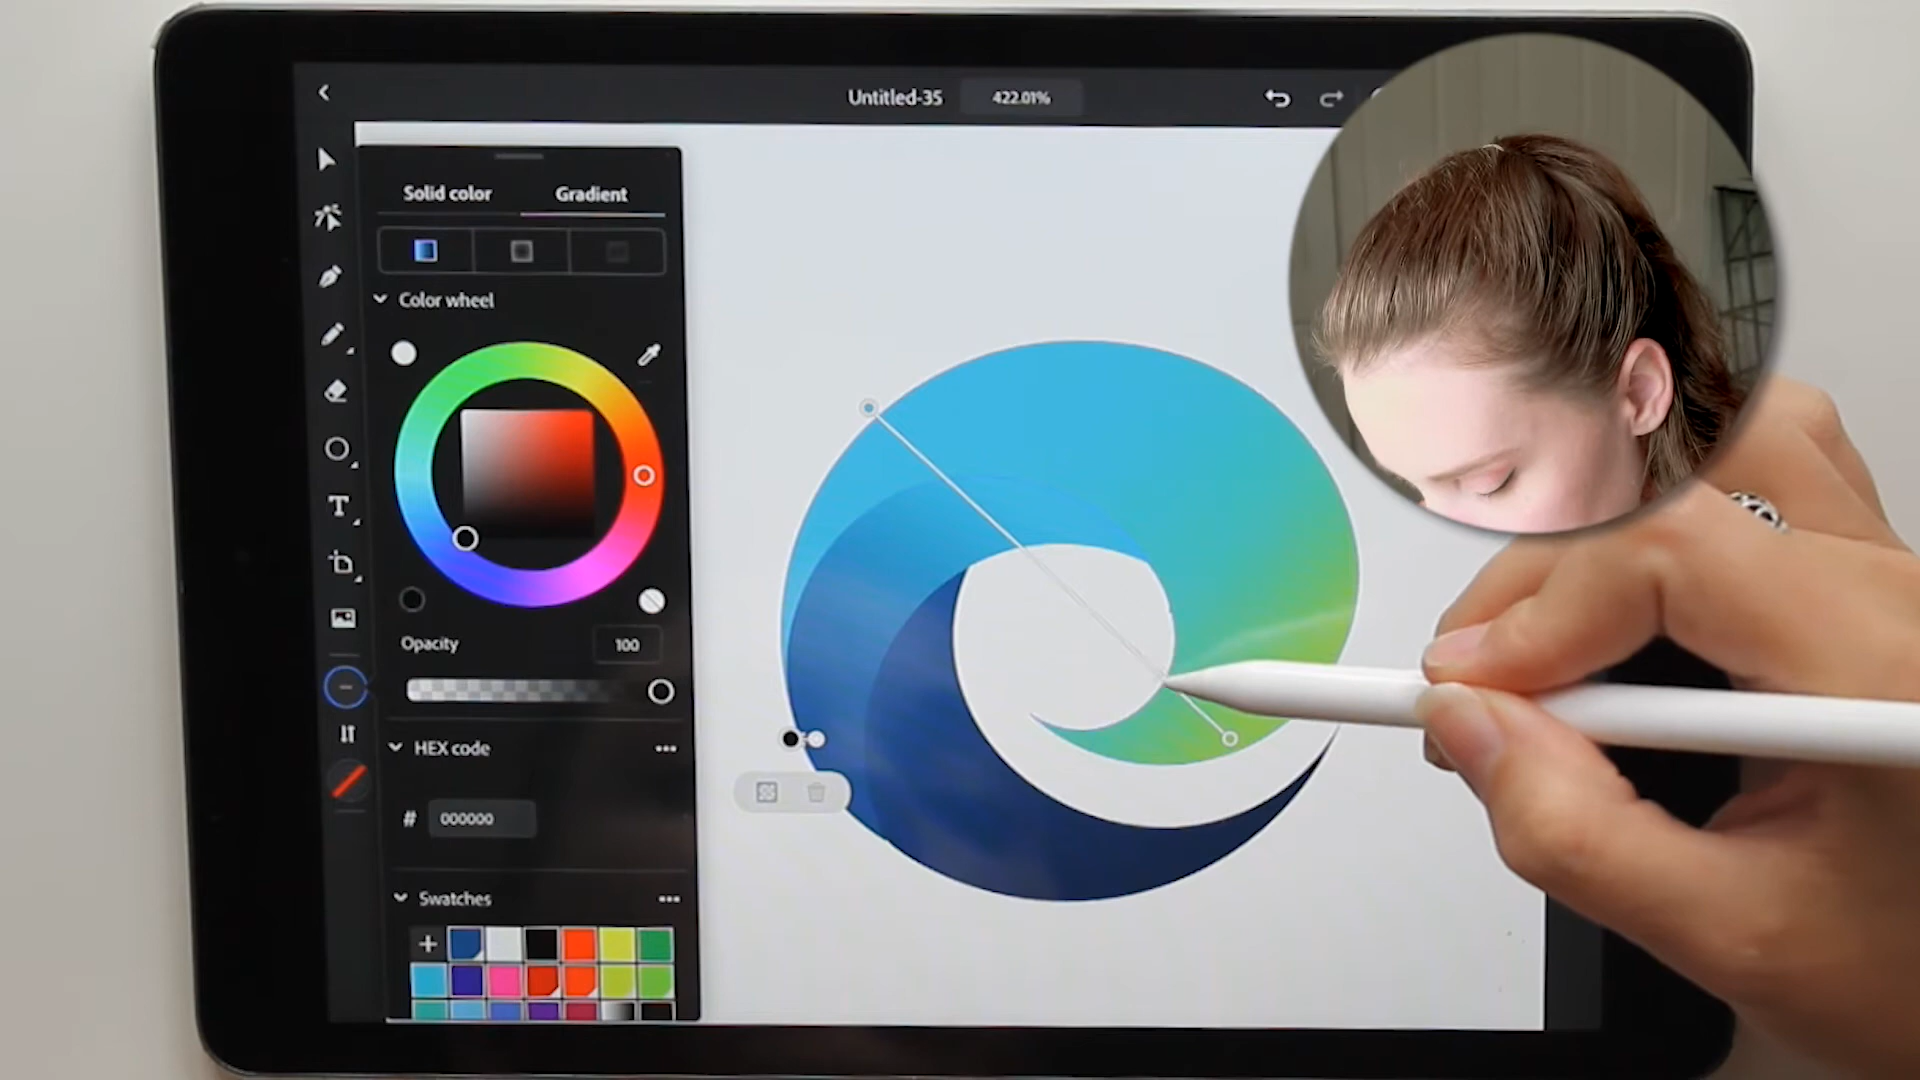 Untitled-35 422.01%
Solid color Gradient
Color wheel
T
Opacity 100
HEX code
# 000000
Swatches